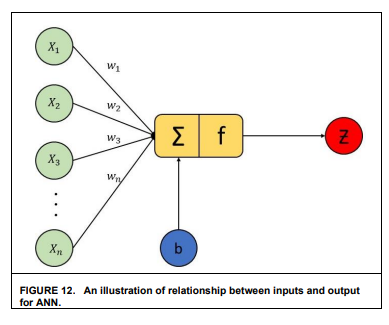 X₁
w₁
X₂
w₂
X₃
w₃
Σ f
Z
wₙ
Xₙ
b
FIGURE 12. An illustration of relationship between inputs and output
for ANN.